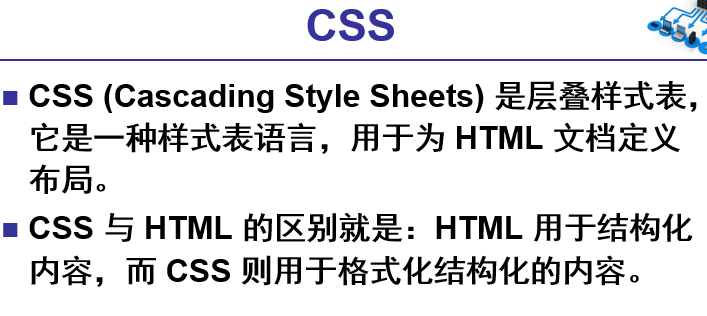 CSS
CSS (Cascading Style Sheets) 是层叠样式表，
它是一种样式表语言，用于为 HTML 文档定义
布局。
CSS 与 HTML 的区别就是：HTML 用于结构化
内容，而 CSS 则用于格式化结构化的内容。